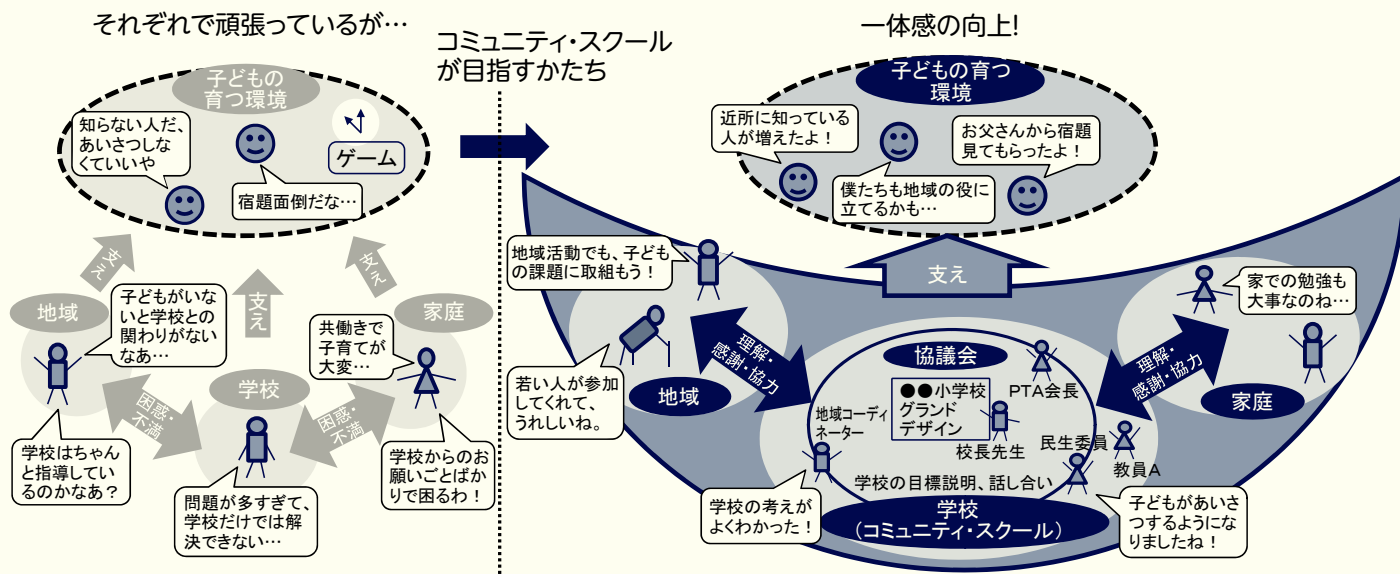 それぞれで頑張っているが…
子どもの
育つ環境
知らない人だ、
あいさつしな
くていいや
ゲーム
宿題面倒だな…
支え
支え
支え
地域
子どもがいな
いと学校との
関わりがない
なあ…
共働きで
子育てが
大変…
家庭
学校
困惑・
不満
困惑・
不満
学校はちゃん
と指導してい
るのかなあ？
問題が多すぎて、
学校だけでは解
決できない…
学校からのお
願いごとばか
りで困るわ！
コミュニティ・スクール
が目指すかたち
一体感の向上!
子どもの育つ
環境
近所に知っている
人が増えたよ！
お父さんから宿題
見てもらったよ！
僕たちも地域の役に
立てるかも…
支え
地域活動でも、子ども
の課題に取組もう！
家での勉強も
大事なのね…
理解・
感謝・協力
理解・
感謝・協力
若い人が参加
してくれて、
うれしいね。
地域
家庭
協議会
PTA会長
●●小学校
グランド
デザイン
地域コーディ
ネーター
校長先生
民生委員
教員A
学校の目標説明、話し合い
学校の考えが
よくわかった！
学校
（コミュニティ・スクール）
子どもがあいさ
つするようにな
りましたね！